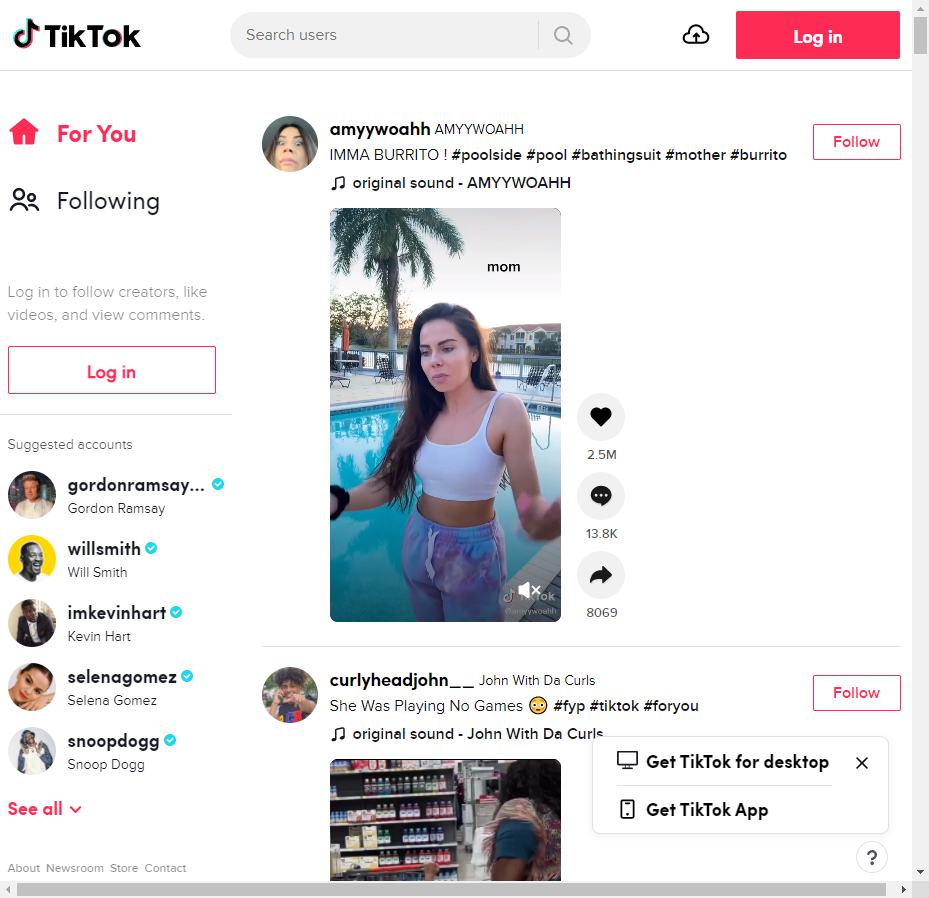 TikTok
Search users
Log in
For You
Following
Log in to follow creators, like
videos, and view comments.
Log in
Suggested accounts
gordonramsay...
Gordon Ramsay
willsmith
Will Smith
imkevinhart
Kevin Hart
selenagomez
Selena Gomez
snoopdogg
Snoop Dogg
See all
About Newsroom Store Contact
amyywoahh AMYYWOAHH
IMMA BURRITO ! #poolside #pool #bathingsuit #mother #burrito
original sound - AMYYWOAHH
Follow
mom
TikTok
@amyywoahh
2.5M
13.8K
8069
curlyheadjohn__ John With Da Curls
She Was Playing No Games 😳 #fyp #tiktok #foryou
original sound - John With Da Curls
Follow
Get TikTok for desktop
Get TikTok App
?